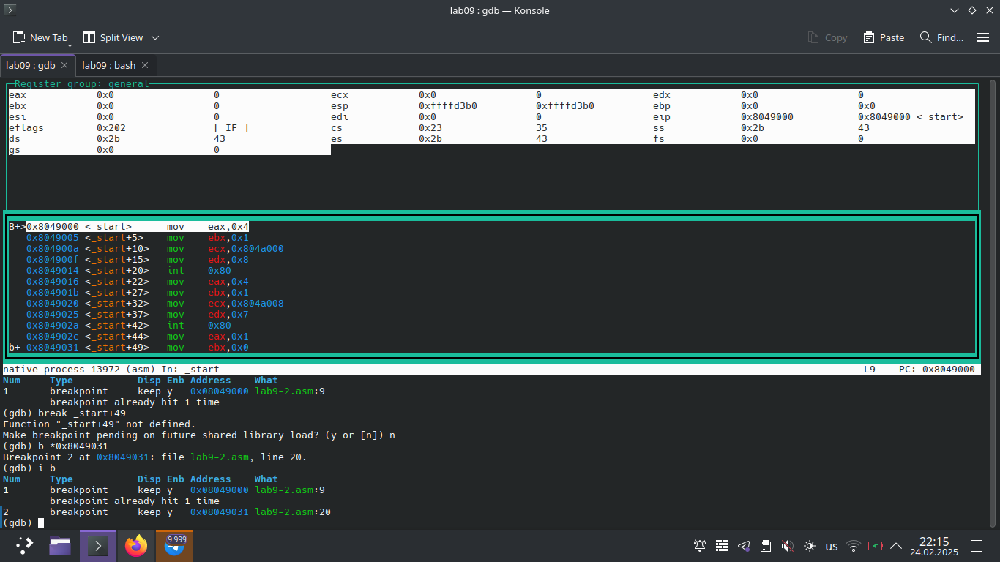 lab09 : gdb — Konsole
New Tab Split View Copy Paste Find...
lab09 : gdb lab09 : bash
Register group: general
eax 0x0 0 ecx 0x0 0 edx 0x0 0
ebx 0x0 0 esp 0xffffd3b0 0xffffd3b0 ebp 0x0 0x0
esi 0x0 0 edi 0x0 0 eip 0x8049000 0x8049000 <_start>
eflags 0x202 [ IF ] cs 0x23 35 ss 0x2b 43
ds 0x2b 43 es 0x2b 43 fs 0x0 0
gs 0x0 0
B+>0x8049000 <_start> mov eax,0x4
0x8049005 <_start+5> mov ebx,0x1
0x804900a <_start+10> mov ecx,0x804a000
0x804900f <_start+15> mov edx,0x8
0x8049014 <_start+20> int 0x80
0x8049016 <_start+22> mov eax,0x4
0x804901b <_start+27> mov ebx,0x1
0x8049020 <_start+32> mov ecx,0x804a008
0x8049025 <_start+37> mov edx,0x7
0x804902a <_start+42> int 0x80
0x804902c <_start+44> mov eax,0x1
b+ 0x8049031 <_start+49> mov ebx,0x0
native process 13972 (asm) In: _start L9 PC: 0x8049000
Num Type Disp Enb Address What
1 breakpoint keep y 0x08049000 lab9-2.asm:9
breakpoint already hit 1 time
(gdb) break _start+49
Function "_start+49" not defined.
Make breakpoint pending on future shared library load? (y or [n]) n
(gdb) b *0x8049031
Breakpoint 2 at 0x8049031: file lab9-2.asm, line 20.
(gdb) i b
Num Type Disp Enb Address What
1 breakpoint keep y 0x08049000 lab9-2.asm:9
breakpoint already hit 1 time
2 breakpoint keep y 0x08049031 lab9-2.asm:20
(gdb)
9 999
us
22:15
24.02.2025